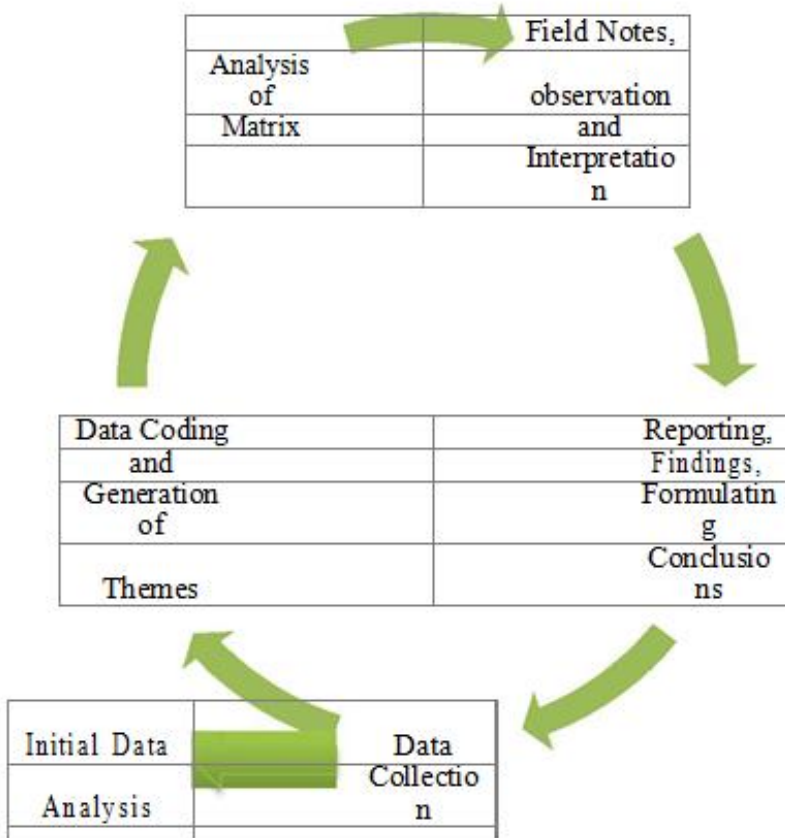 Field Notes,
Analysis
of
observation
Matrix
and
Interpretatio
n
Data Coding
Reporting,
and
Findings,
Generation
of
Formulatin
g
Themes
Conclusio
ns
Initial Data
Data
Analysis
Collectio
n